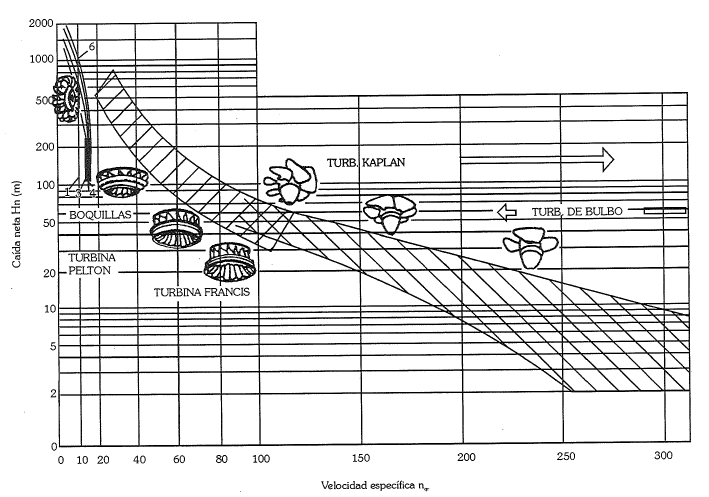 2000
1000
500
200
100
50
20
10
5
2
0
Caída neta Hn (m)
6
1 3 4
BOQUILLAS
TURBINA
PELTON
TURBINA FRANCIS
TURB. KAPLAN
TURB. DE BULBO
0 10 20 40 60 80 100 150 200 250 300
Velocidad específica n